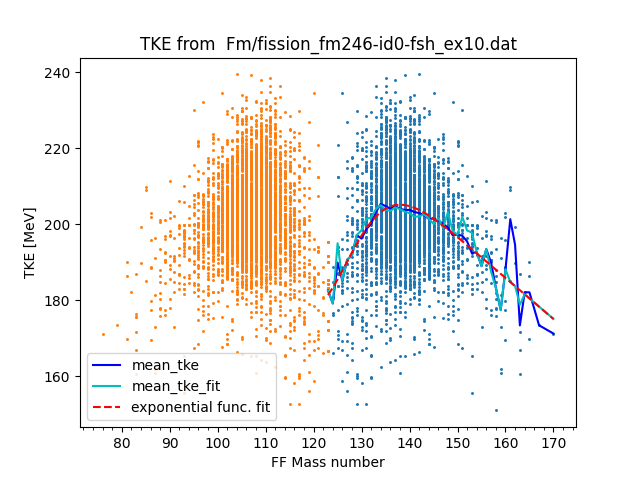 TKE from  Fm/fission_fm246-id0-fsh_ex10.dat
240
220
200
180
160
TKE [MeV]
mean_tke
mean_tke_fit
exponential func. fit
80 90 100 110 120 130 140 150 160 170
FF Mass number